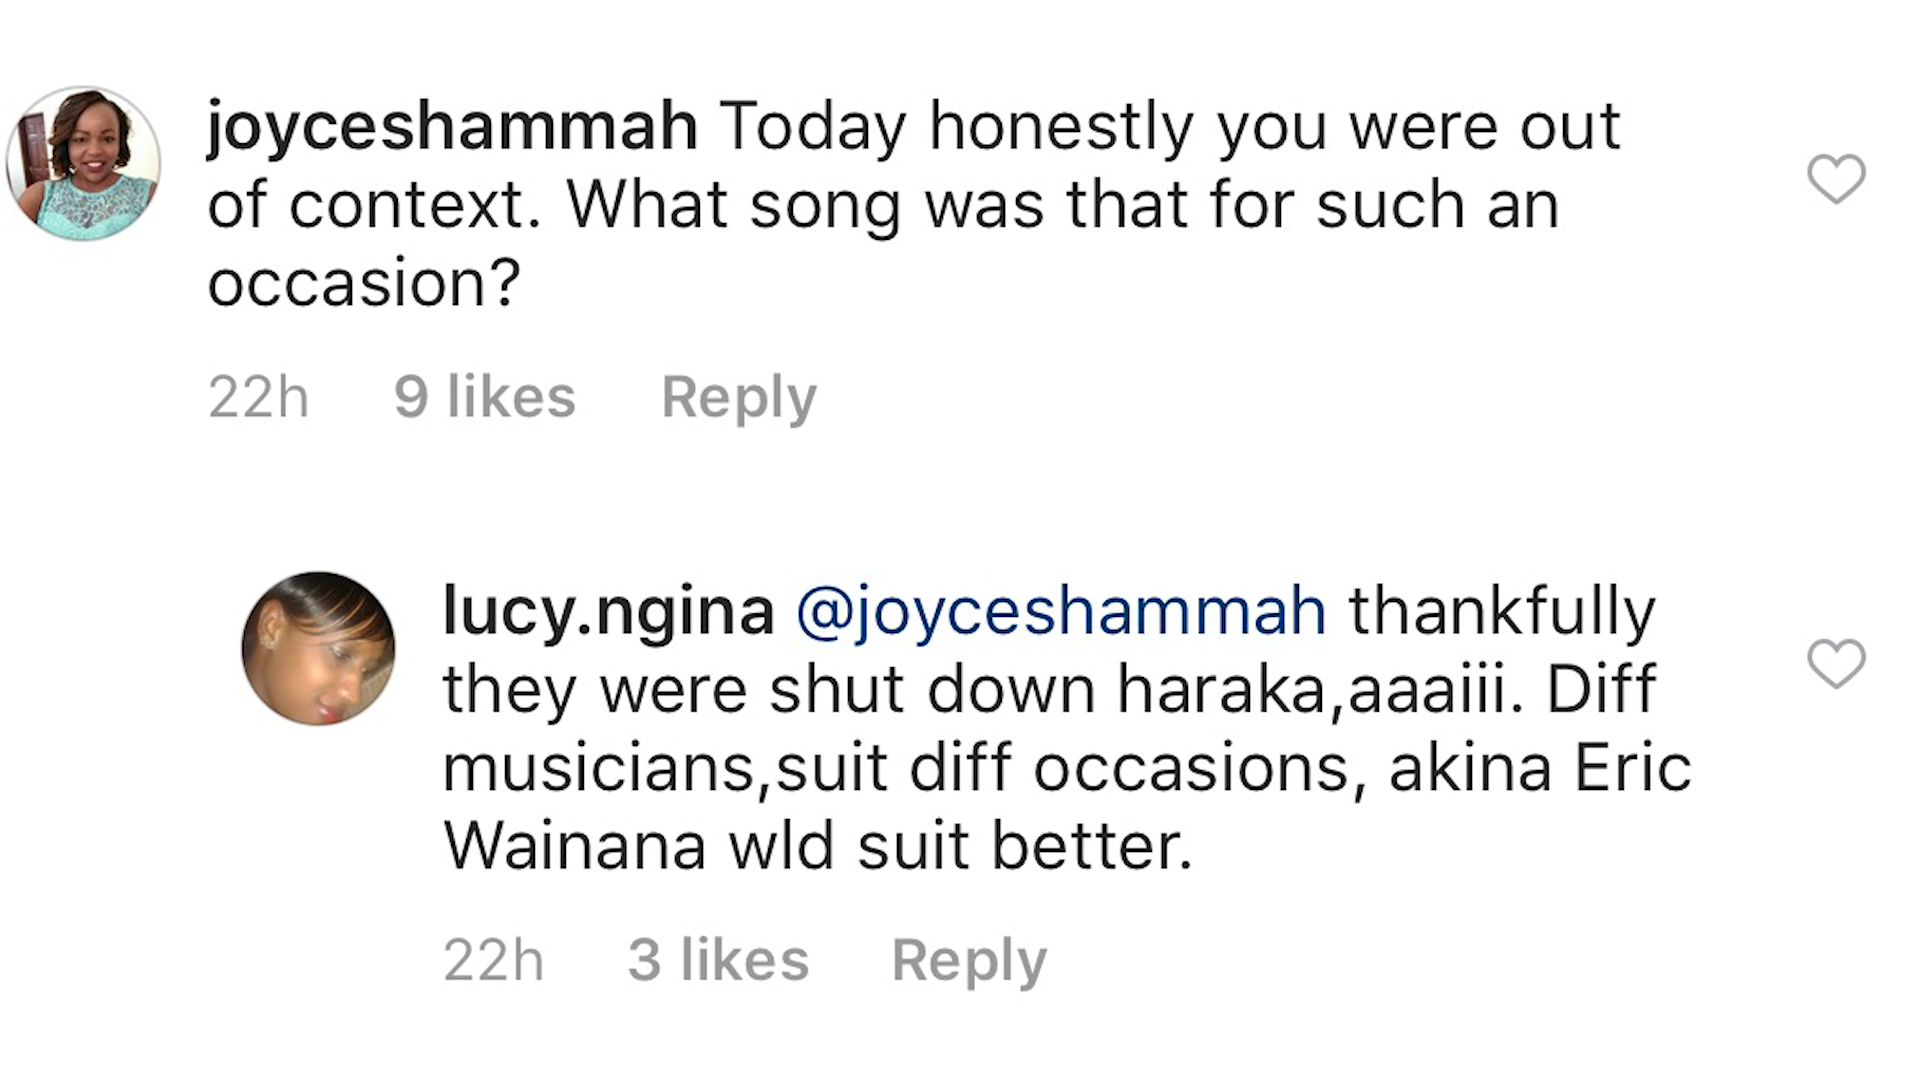 joyceshammah Today honestly you were out
of context. What song was that for such an
occasion?
22h 9 likes Reply
lucy.ngina @joyceshammah thankfully
they were shut down haraka,aaaiii. Diff
musicians,suit diff occasions, akina Eric
Wainana wld suit better.
22h 3 likes Reply